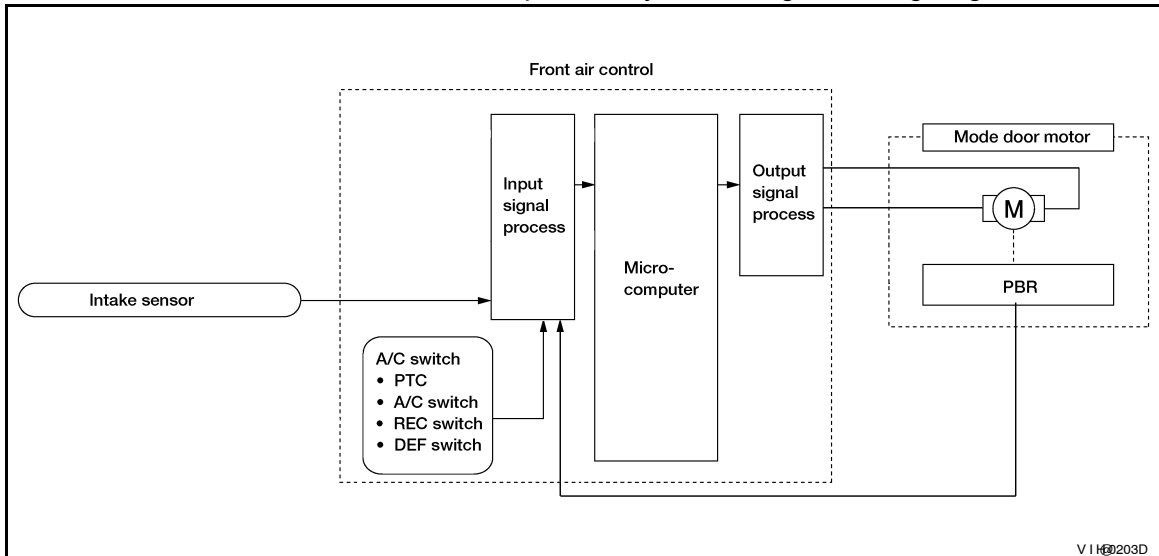 Front air control
Mode door motor
Input
signal
process
Output
signal
process
M
Micro-
computer
PBR
Intake sensor
A/C switch
• PTC
• A/C switch
• REC switch
• DEF switch